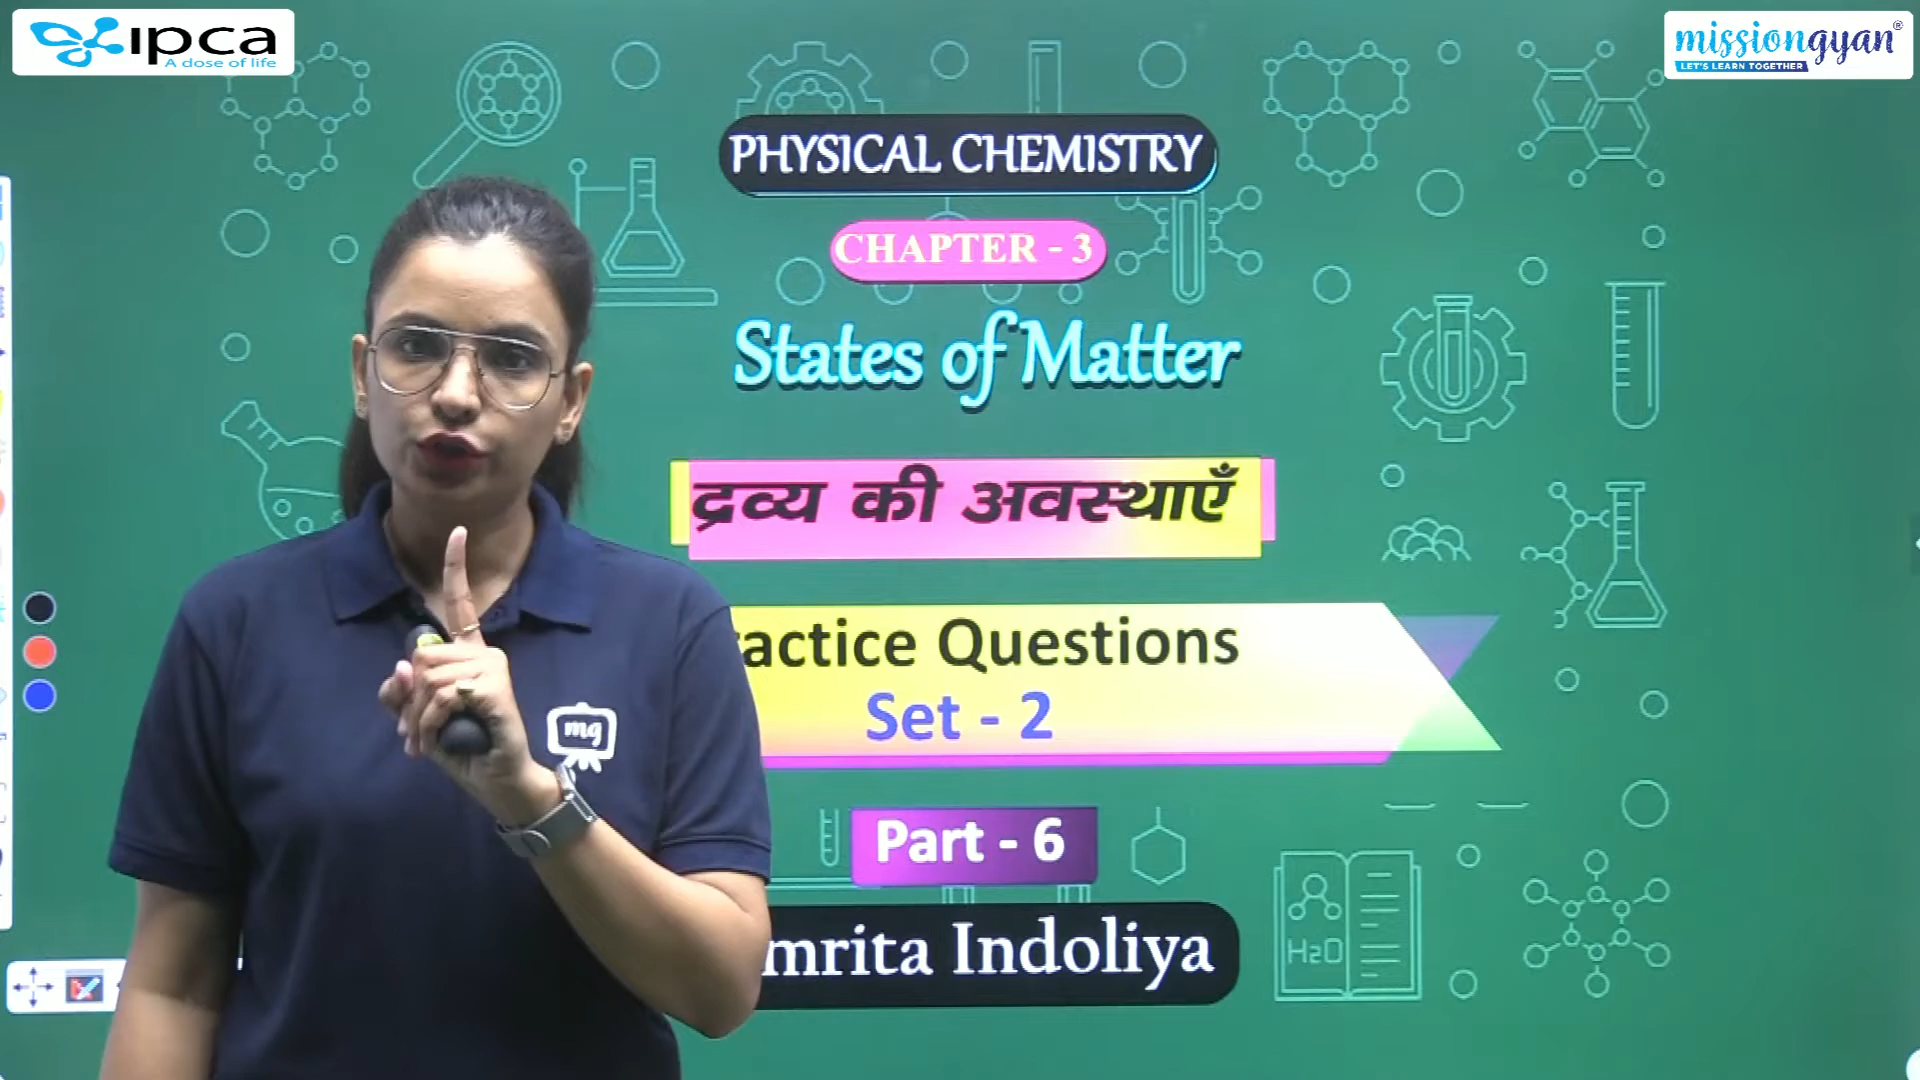 ipca
A dose of life
missiongyan®
LET'S LEARN TOGETHER
PHYSICAL CHEMISTRY
CHAPTER - 3
States of Matter
द्रव्य की अवस्थाएँ
actice Questions
Set - 2
mg
Part - 6
mrita Indoliya
H2O